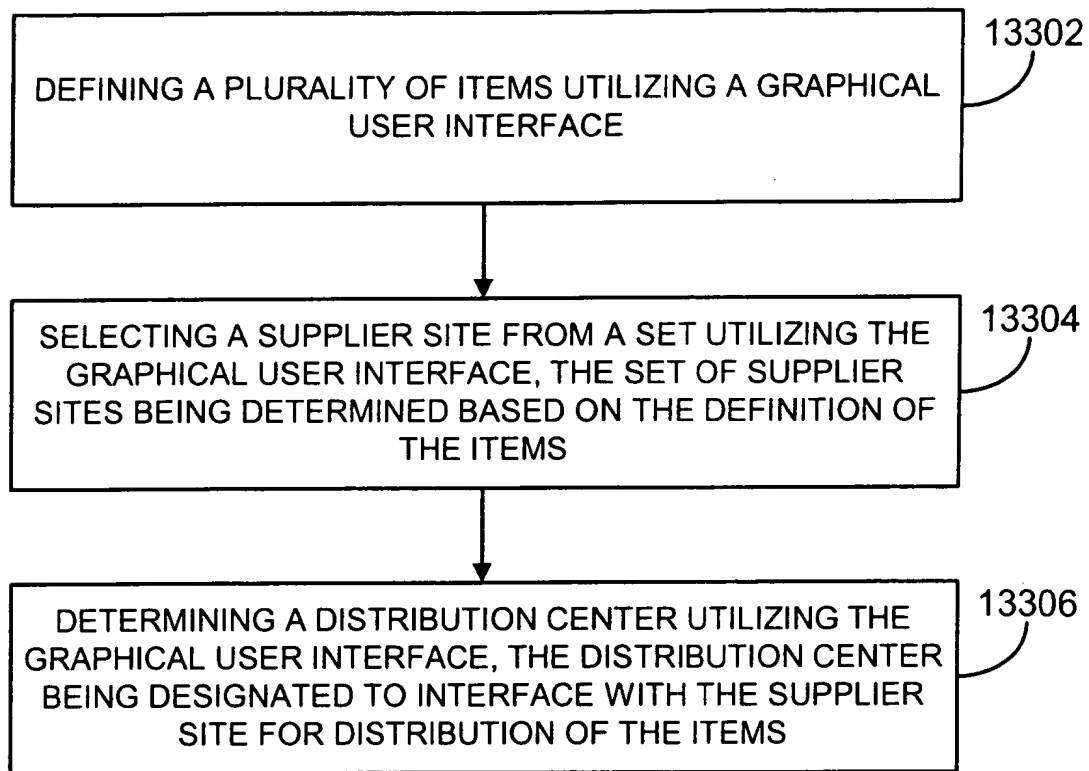 13302
DEFINING A PLURALITY OF ITEMS UTILIZING A GRAPHICAL
USER INTERFACE
13304
SELECTING A SUPPLIER SITE FROM A SET UTILIZING THE
GRAPHICAL USER INTERFACE, THE SET OF SUPPLIER
SITES BEING DETERMINED BASED ON THE DEFINITION OF
THE ITEMS
13306
DETERMINING A DISTRIBUTION CENTER UTILIZING THE
GRAPHICAL USER INTERFACE, THE DISTRIBUTION CENTER
BEING DESIGNATED TO INTERFACE WITH THE SUPPLIER
SITE FOR DISTRIBUTION OF THE ITEMS